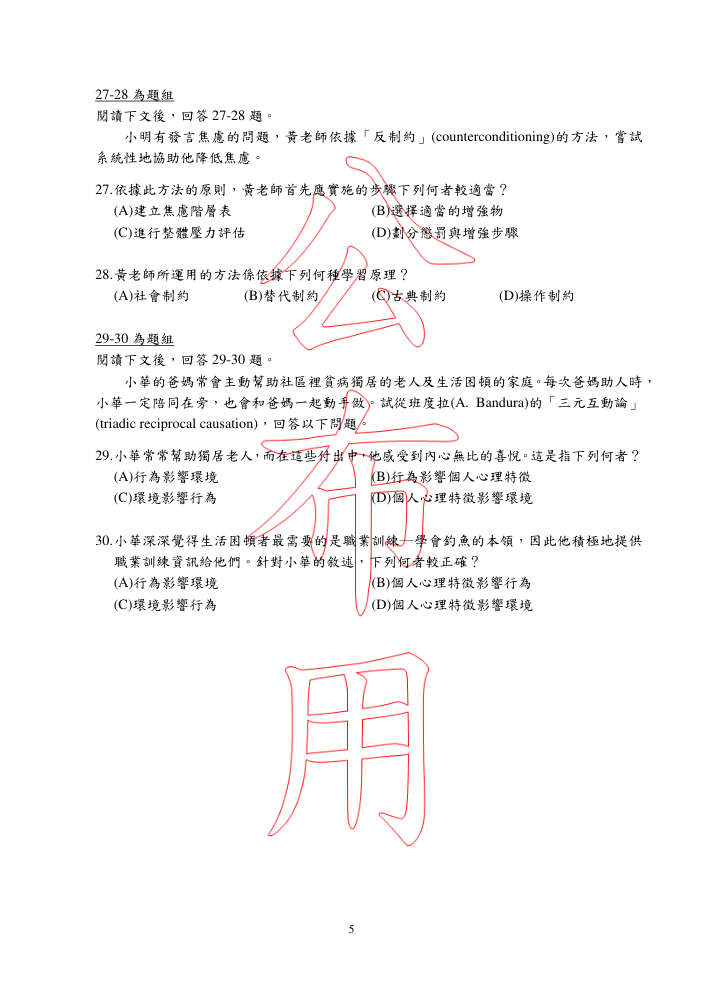 27-28 為題組
閱讀下文後，回答 27-28 題。
小明有發言焦慮的問題，黃老師依據「反制約」(counterconditioning)的方法，嘗試
系統性地協助他降低焦慮。
27.依據此方法的原則，黃老師首先應實施的步驟下列何者較適當？
(A)建立焦慮階層表 (B)選擇適當的增強物
(C)進行整體壓力評估 (D)劃分懲罰與增強步驟
28.黃老師所運用的方法係依據下列何種學習原理？
(A)社會制約 (B)替代制約 (C)古典制約 (D)操作制約
29-30 為題組
閱讀下文後，回答 29-30 題。
小華的爸媽常會主動幫助社區裡貧病獨居的老人及生活困頓的家庭。每次爸媽助人時，
小華一定陪同在旁，也會和爸媽一起動手做。試從班度拉(A. Bandura)的「三元互動論」
(triadic reciprocal causation)，回答以下問題。
29.小華常常幫助獨居老人，而在這些付出中，他感受到內心無比的喜悅。這是指下列何者？
(A)行為影響環境 (B)行為影響個人心理特徵
(C)環境影響行為 (D)個人心理特徵影響環境
30.小華深深覺得生活困頓者最需要的是職業訓練—學會釣魚的本領，因此他積極地提供
職業訓練資訊給他們。針對小華的敘述，下列何者較正確？
(A)行為影響環境 (B)個人心理特徵影響行為
(C)環境影響行為 (D)個人心理特徵影響環境
公布用
5